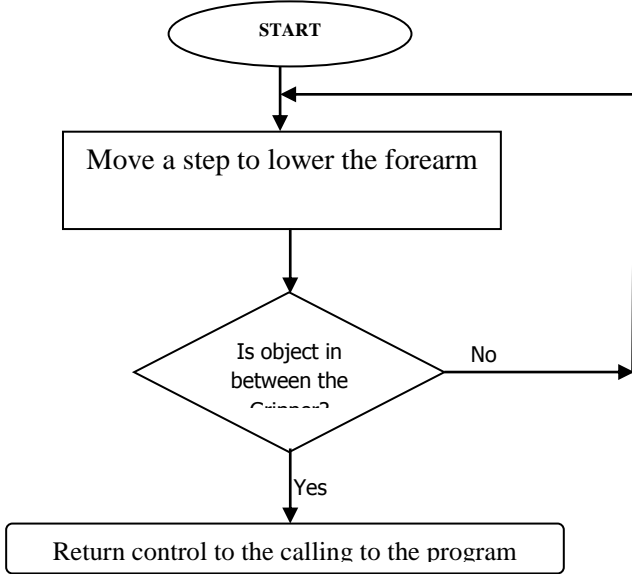 START
Move a step to lower the forearm
Is object in
between the
Gripper?
No
Yes
Return control to the calling to the program